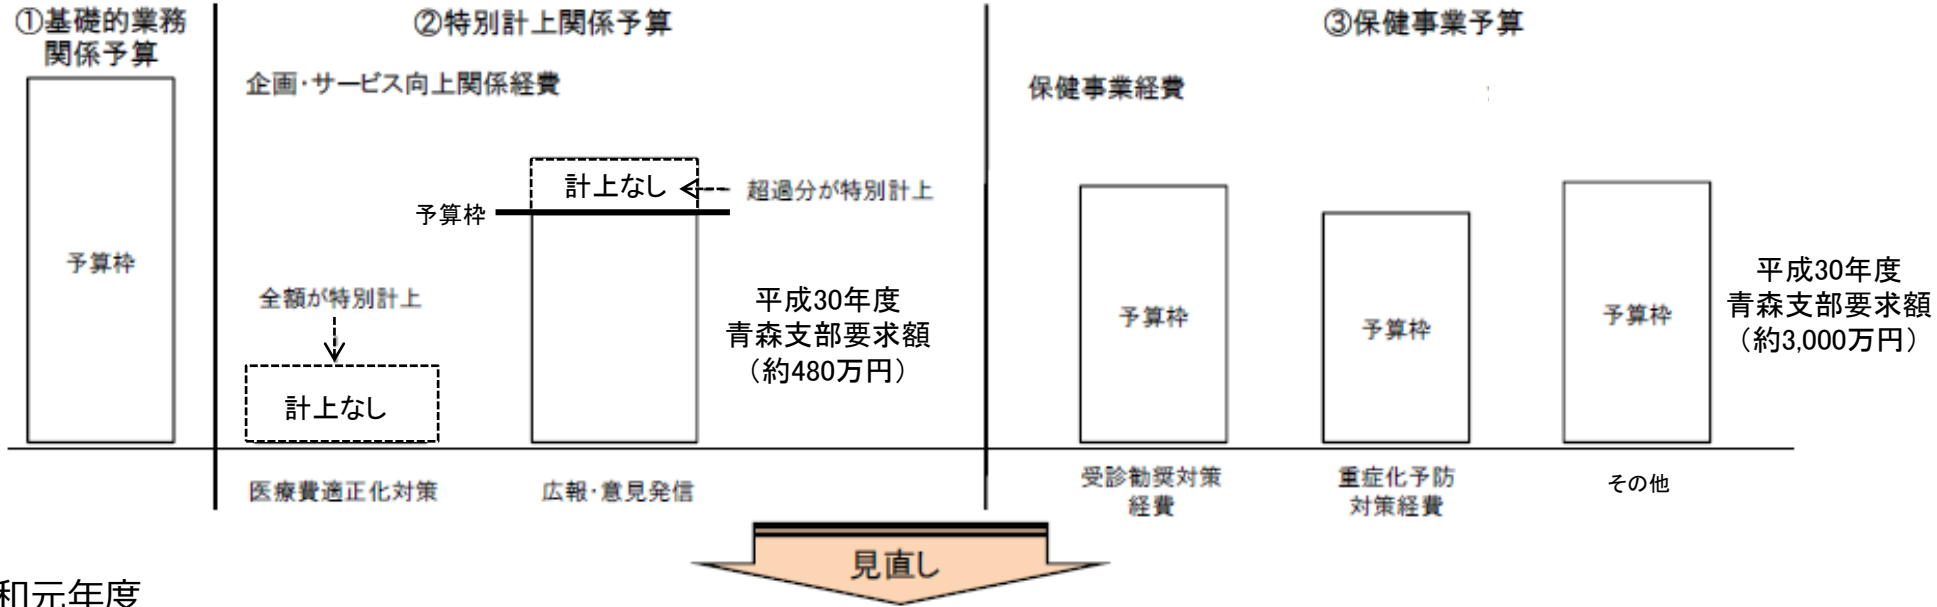 ①基礎的業務
関係予算
予算枠
②特別計上関係予算
企画・サービス向上関係経費
計上なし
超過分が特別計上
予算枠
全額が特別計上
計上なし
平成30年度
青森支部要求額
（約480万円）
医療費適正化対策
広報・意見発信
③保健事業予算
保健事業経費
予算枠
予算枠
予算枠
平成30年度
青森支部要求額
（約3,000万円）
受診勧奨対策
経費
重症化予防
対策経費
その他
見直し
和元年度